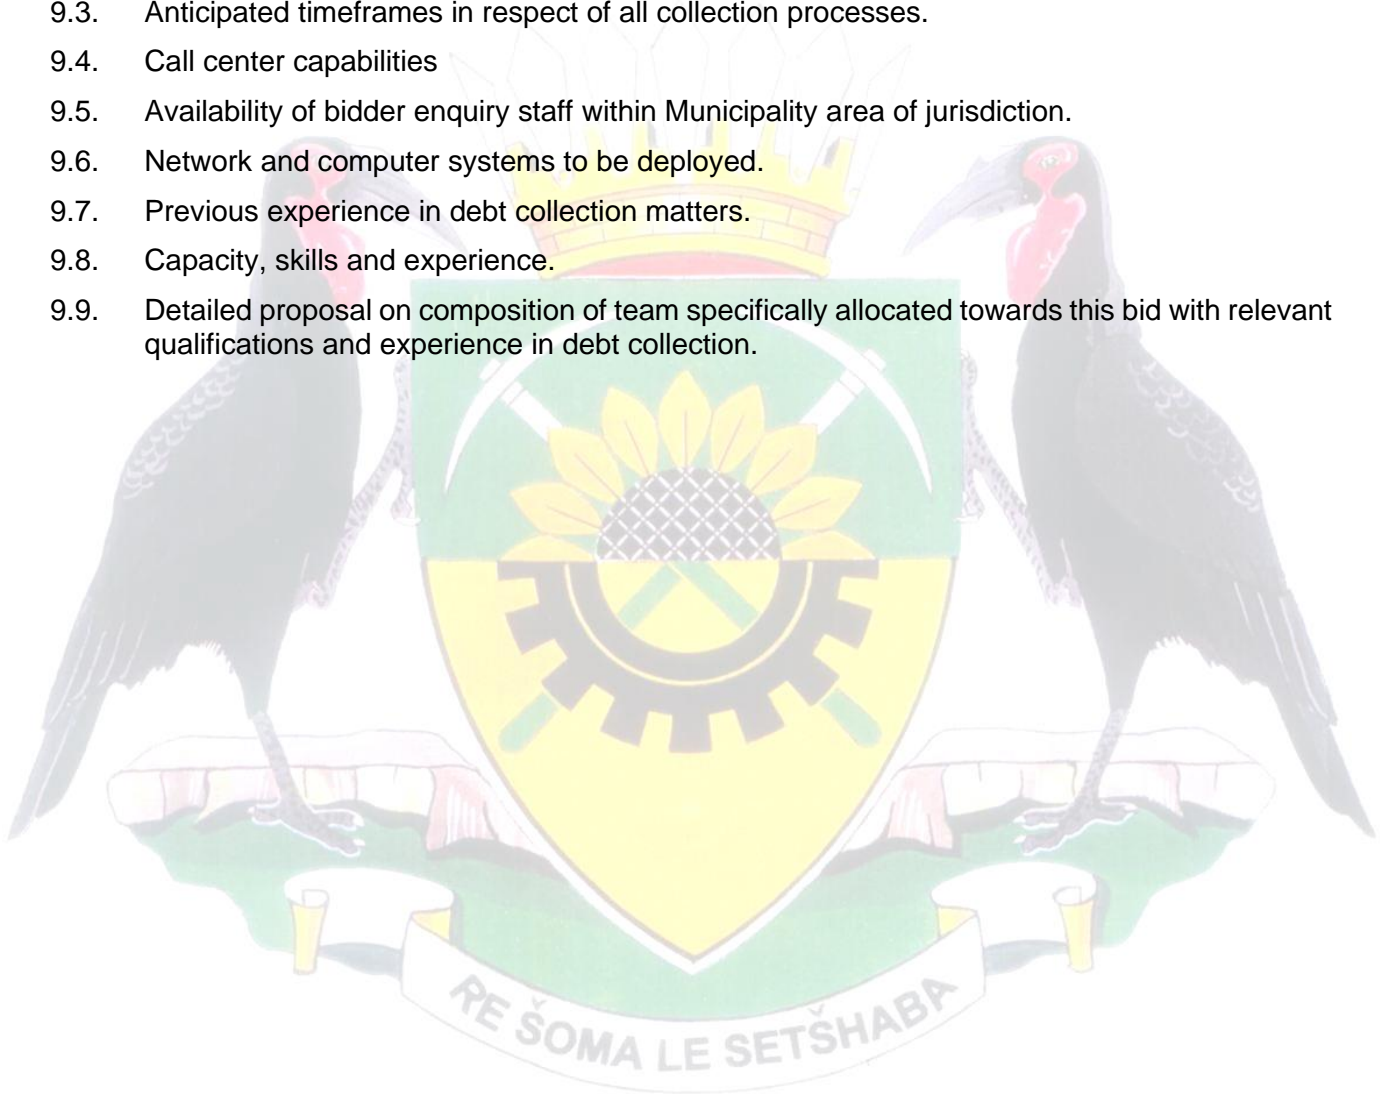 9.3. Anticipated timeframes in respect of all collection processes.
9.4. Call center capabilities
9.5. Availability of bidder enquiry staff within Municipality area of jurisdiction.
9.6. Network and computer systems to be deployed.
9.7. Previous experience in debt collection matters.
9.8. Capacity, skills and experience.
9.9. Detailed proposal on composition of team specifically allocated towards this bid with relevant
qualifications and experience in debt collection.
RE ŠOMA LE SETŠHABA